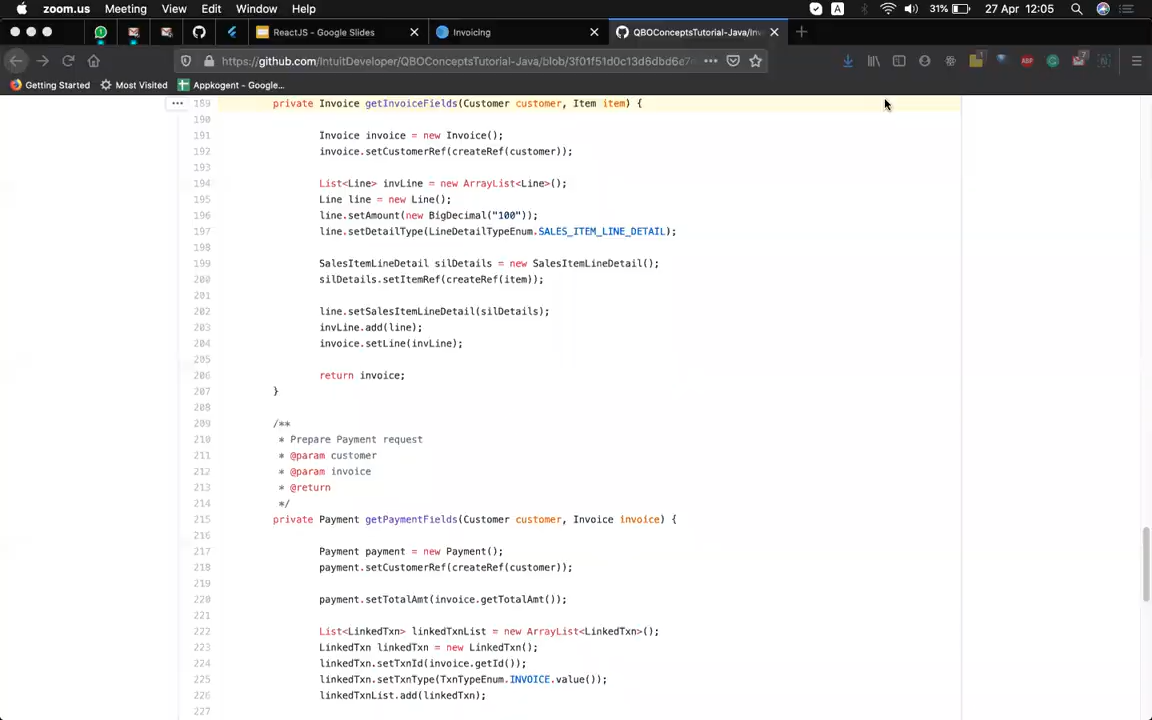 zoom.us Meeting View Edit Window Help A 31% 27 Apr 12:05
ReactJS - Google Slides Invoicing QBOConceptsTutorial-Java/Inv
https://github.com/IntuitDeveloper/QBOConceptsTutorial-Java/blob/3f01f51d0c13d6dbd6e7
Getting Started Most Visited Appkogent - Google...
189 private Invoice getInvoiceFields(Customer customer, Item item) {
190
191 Invoice invoice = new Invoice();
192 invoice.setCustomerRef(createRef(customer));
193
194 List<Line> invLine = new ArrayList<Line>();
195 Line line = new Line();
196 line.setAmount(new BigDecimal("100"));
197 line.setDetailType(LineDetailTypeEnum.SALES_ITEM_LINE_DETAIL);
198
199 SalesItemLineDetail silDetails = new SalesItemLineDetail();
200 silDetails.setItemRef(createRef(item));
201
202 line.setSalesItemLineDetail(silDetails);
203 invLine.add(line);
204 invoice.setLine(invLine);
205
206 return invoice;
207 }
208
209 /**
210 * Prepare Payment request
211 * @param customer
212 * @param invoice
213 * @return
214 */
215 private Payment getPaymentFields(Customer customer, Invoice invoice) {
216
217 Payment payment = new Payment();
218 payment.setCustomerRef(createRef(customer));
219
220 payment.setTotalAmt(invoice.getTotalAmt());
221
222 List<LinkedTxn> linkedTxnList = new ArrayList<LinkedTxn>();
223 LinkedTxn linkedTxn = new LinkedTxn();
224 linkedTxn.setTxnId(invoice.getId());
225 linkedTxn.setTxnType(TxnTypeEnum.INVOICE.value());
226 linkedTxnList.add(linkedTxn);
227